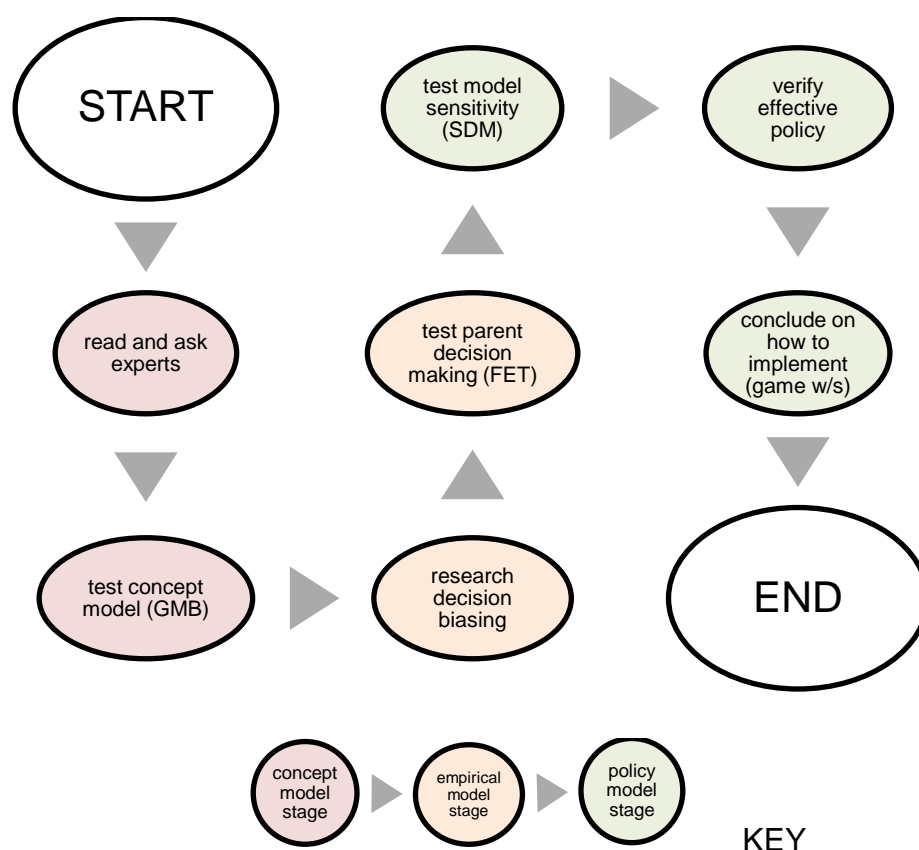 START
read and ask
experts
test concept
model (GMB)
research
decision
biasing
test parent
decision
making (FET)
test model
sensitivity
(SDM)
verify
effective
policy
conclude on
how to
implement
(game w/s)
END
concept
model
stage
empirical
model
stage
policy
model
stage
KEY